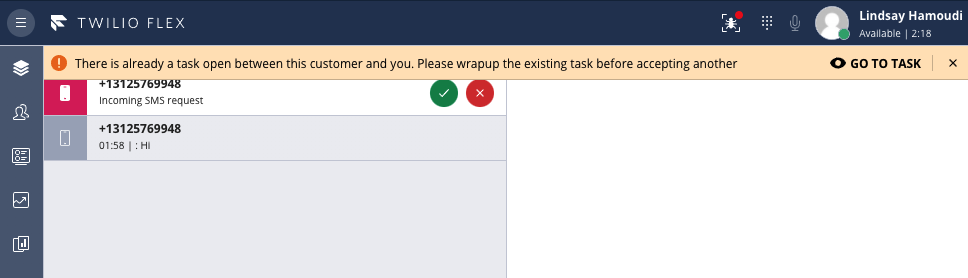 TWILIO FLEX
Lindsay Hamoudi
Available | 2:18
There is already a task open between this customer and you. Please wrapup the existing task before accepting another
GO TO TASK
+13125769948
Incoming SMS request
+13125769948
01:58 | : Hi